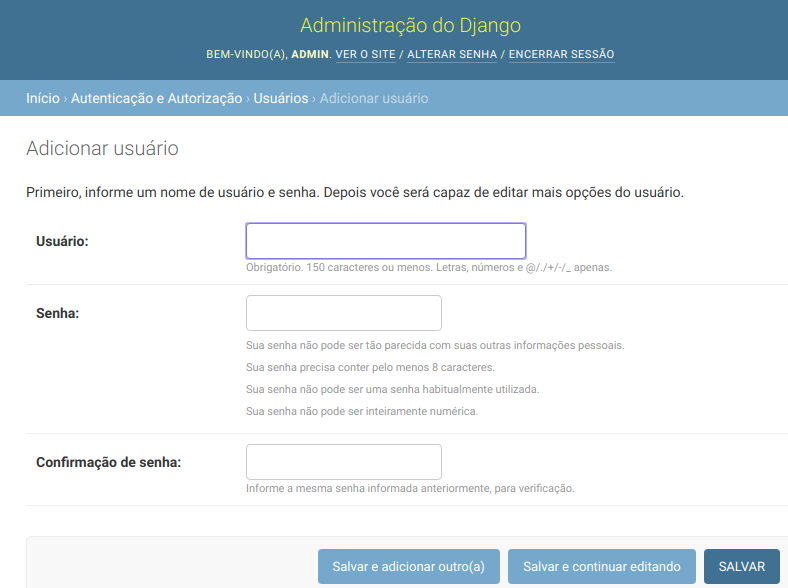 Administração do Django
BEM-VINDO(A), ADMIN. VER O SITE / ALTERAR SENHA / ENCERRAR SESSÃO
Início › Autenticação e Autorização › Usuários › Adicionar usuário
Adicionar usuário
Primeiro, informe um nome de usuário e senha. Depois você será capaz de editar mais opções do usuário.
Usuário:
Obrigatório. 150 caracteres ou menos. Letras, números e @/./+/-/_ apenas.
Senha:
Sua senha não pode ser tão parecida com suas outras informações pessoais.
Sua senha precisa conter pelo menos 8 caracteres.
Sua senha não pode ser uma senha habitualmente utilizada.
Sua senha não pode ser inteiramente numérica.
Confirmação de senha:
Informe a mesma senha informada anteriormente, para verificação.
Salvar e adicionar outro(a) Salvar e continuar editando SALVAR